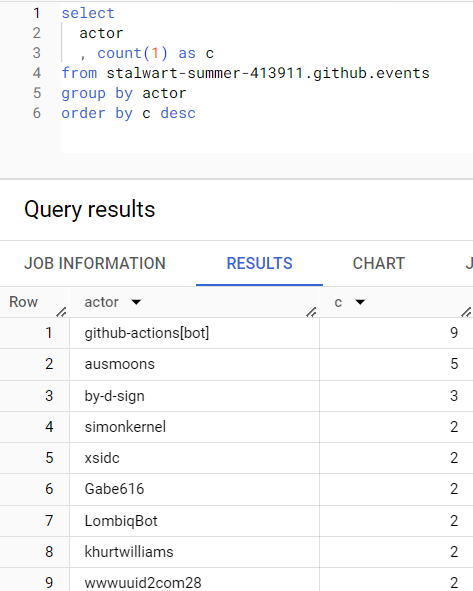 1 select
2 actor
3 , count(1) as c
4 from stalwart-summer-413911.github.events
5 group by actor
6 order by c desc
Query results
JOB INFORMATION RESULTS CHART J
Row actor c
1 github-actions[bot] 9
2 ausmoons 5
3 by-d-sign 3
4 simonkernel 2
5 xsidc 2
6 Gabe616 2
7 LombiqBot 2
8 khurtwilliams 2
9 wwwuuid2com28 2